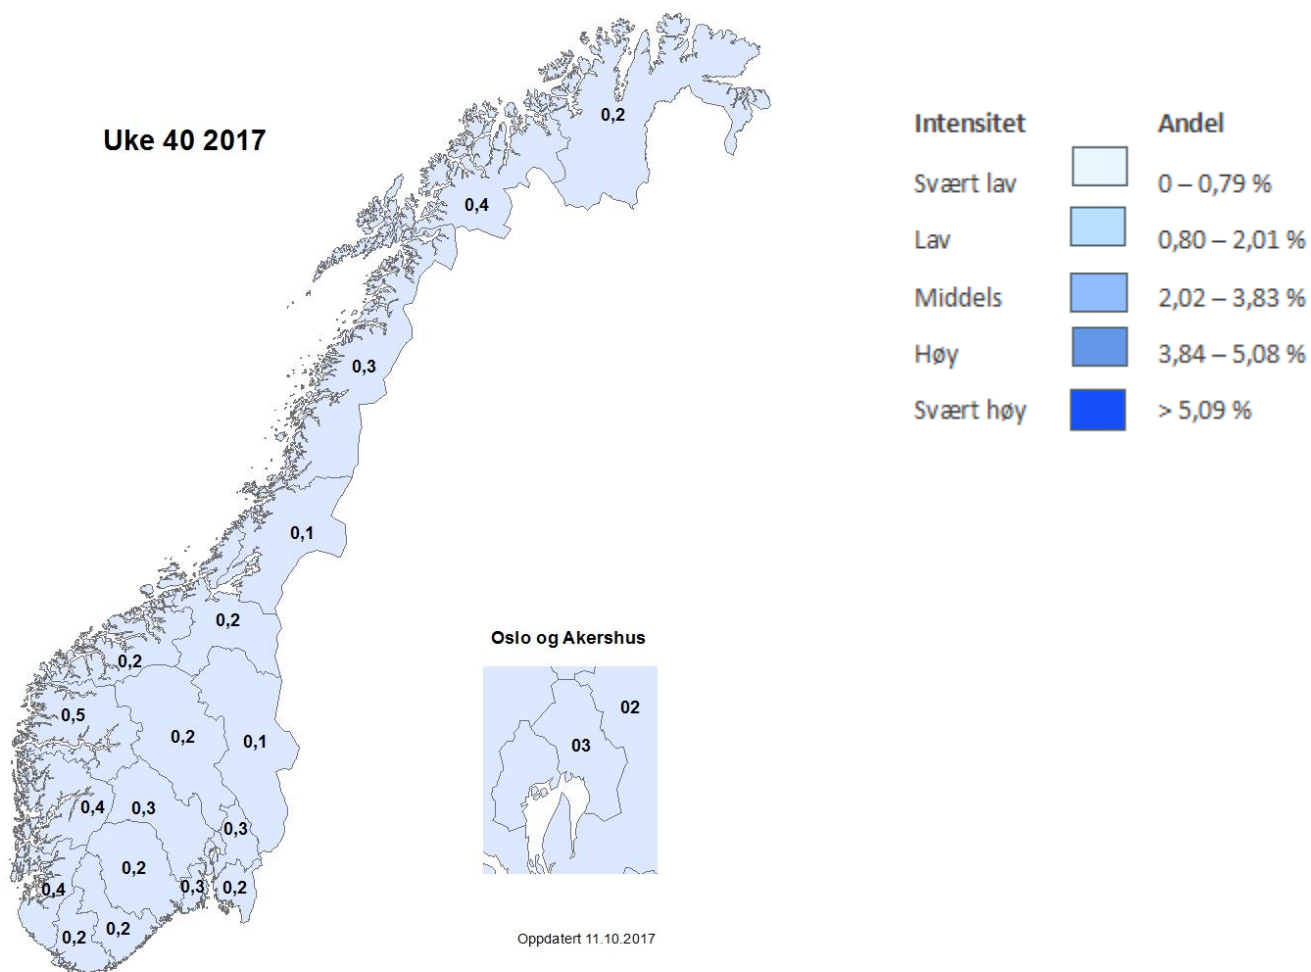 Uke 40 2017
Intensitet Andel
Svært lav 0 – 0,79 %
Lav 0,80 – 2,01 %
Middels 2,02 – 3,83 %
Høy 3,84 – 5,08 %
Svært høy > 5,09 %
0,2
0,4
0,3
0,1
0,2
0,2
0,5
0,2
0,1
0,4
0,3
0,3
0,2
0,4
0,3
0,2
0,2
0,2
Oslo og Akershus
02
03
Oppdatert 11.10.2017